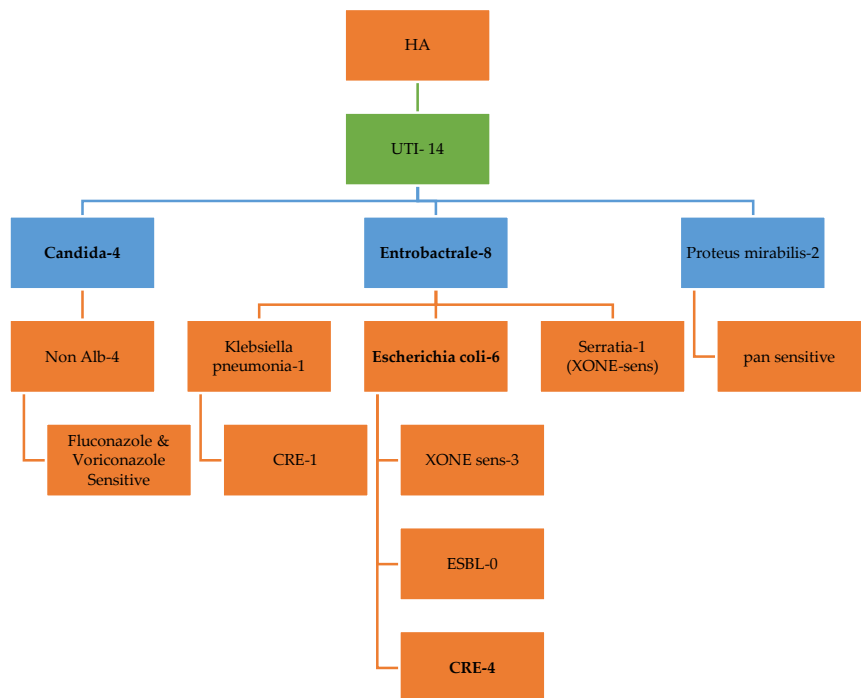 HA
UTI- 14
Candida-4
Entrobactrale-8
Proteus mirabilis-2
Non Alb-4
Klebsiella
pneumonia-1
Escherichia coli-6
Serratia-1
(XONE-sens)
pan sensitive
Fluconazole &
Voriconazole
Sensitive
CRE-1
XONE sens-3
ESBL-0
CRE-4